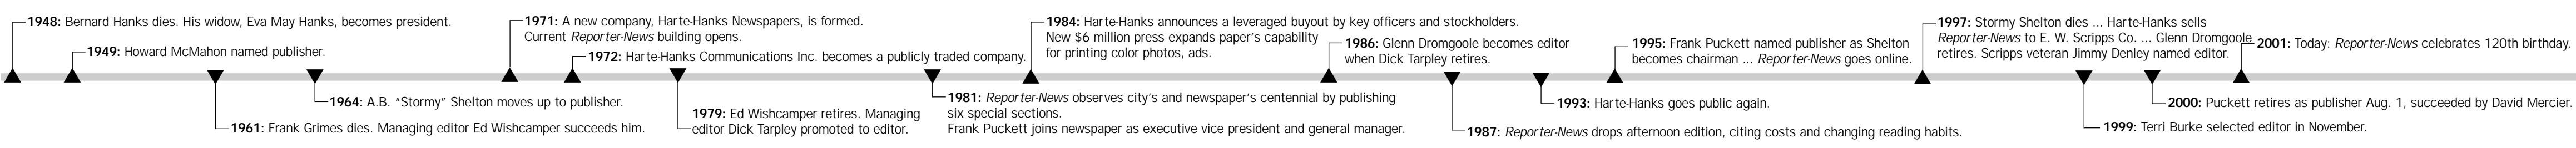 1948: Bernard Hanks dies. His widow, Eva May Hanks, becomes president.
1949: Howard McMahon named publisher.
1961: Frank Grimes dies. Managing editor Ed Wishcamper succeeds him.
1964: A.B. “Stormy” Shelton moves up to publisher.
1971: A new company, Harte-Hanks Newspapers, is formed.
Current Reporter-News building opens.
1972: Harte-Hanks Communications Inc. becomes a publicly traded company.
1979: Ed Wishcamper retires. Managing
editor Dick Tarpley promoted to editor.
1981: Reporter-News observes city’s and newspaper’s centennial by publishing
six special sections.
Frank Puckett joins newspaper as executive vice president and general manager.
1984: Harte-Hanks announces a leveraged buyout by key officers and stockholders.
New $6 million press expands paper’s capability
for printing color photos, ads.
1986: Glenn Dromgoole becomes editor
when Dick Tarpley retires.
1987: Reporter-News drops afternoon edition, citing costs and changing reading habits.
1993: Harte-Hanks goes public again.
1995: Frank Puckett named publisher as Shelton
becomes chairman ... Reporter-News goes online.
1997: Stormy Shelton dies ... Harte-Hanks sells
Reporter-News to E. W. Scripps Co. ... Glenn Dromgoole
retires. Scripps veteran Jimmy Denley named editor.
1999: Terri Burke selected editor in November.
2000: Puckett retires as publisher Aug. 1, succeeded by David Mercier.
2001: Today: Reporter-News celebrates 120th birthday.